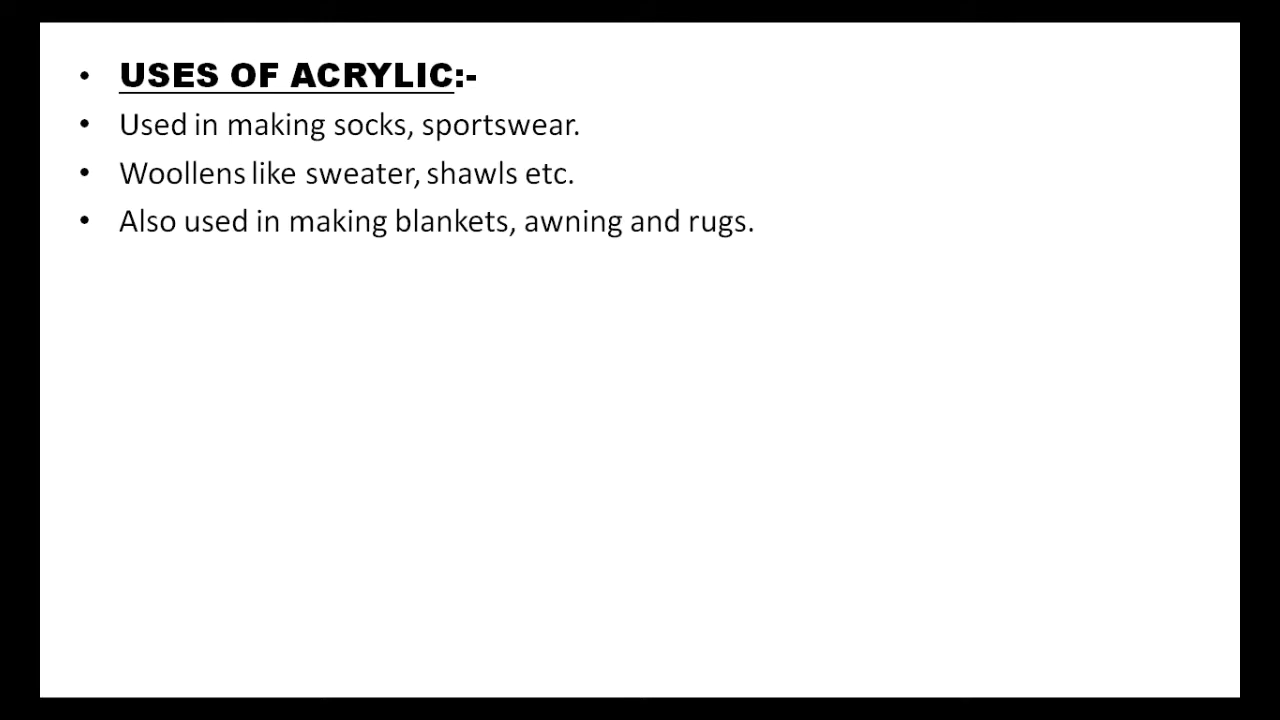 • USES OF ACRYLIC:-
• Used in making socks, sportswear.
• Woollens like sweater, shawls etc.
• Also used in making blankets, awning and rugs.